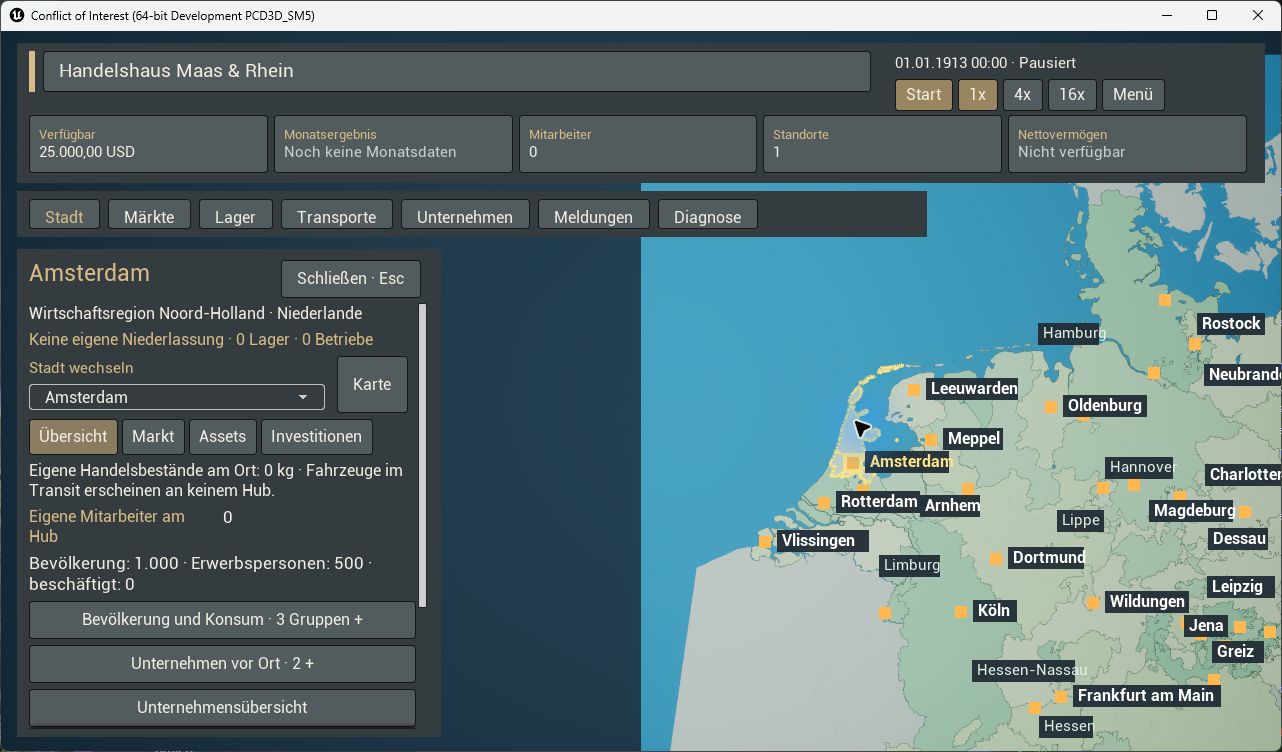 Conflict of Interest (64-bit Development PCD3D_SM5)
Handelshaus Maas & Rhein
01.01.1913 00:00 · Pausiert
Start 1x 4x 16x Menü
Verfügbar
25.000,00 USD
Monatsergebnis
Noch keine Monatsdaten
Mitarbeiter
0
Standorte
1
Nettovermögen
Nicht verfügbar
Stadt Märkte Lager Transporte Unternehmen Meldungen Diagnose
Amsterdam
Schließen · Esc
Wirtschaftsregion Noord-Holland · Niederlande
Keine eigene Niederlassung · 0 Lager · 0 Betriebe
Stadt wechseln
Amsterdam
Karte
Übersicht Markt Assets Investitionen
Eigene Handelsbestände am Ort: 0 kg · Fahrzeuge im
Transit erscheinen an keinem Hub.
Eigene Mitarbeiter am
Hub
0
Bevölkerung: 1.000 · Erwerbspersonen: 500 ·
beschäftigt: 0
Bevölkerung und Konsum · 3 Gruppen +
Unternehmen vor Ort · 2 +
Unternehmensübersicht
Rostock
Hamburg
Neubrand
Leeuwarden
Oldenburg
Meppel
Amsterdam
Hannover
Charlotten
Rotterdam
Arnhem
Magdeburg
Lippe
Vlissingen
Dessau
Dortmund
Limburg
Leipzig
Wildungen
Köln
Jena
Greiz
Hessen-Nassau
Frankfurt am Main
Hessen